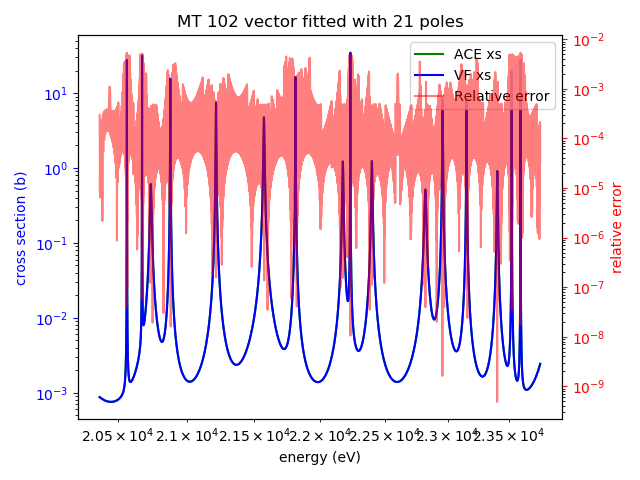 MT 102 vector fitted with 21 poles
ACE xs
VF xs
Relative error
cross section (b)
10¹
10⁰
10⁻¹
10⁻²
10⁻³
relative error
10⁻²
10⁻³
10⁻⁴
10⁻⁵
10⁻⁶
10⁻⁷
10⁻⁸
10⁻⁹
2.05 × 10⁴ 2.1 × 10⁴ 2.15 × 10⁴ 2.2 × 10⁴ 2.25 × 10⁴ 2.3 × 10⁴ 2.35 × 10⁴
energy (eV)